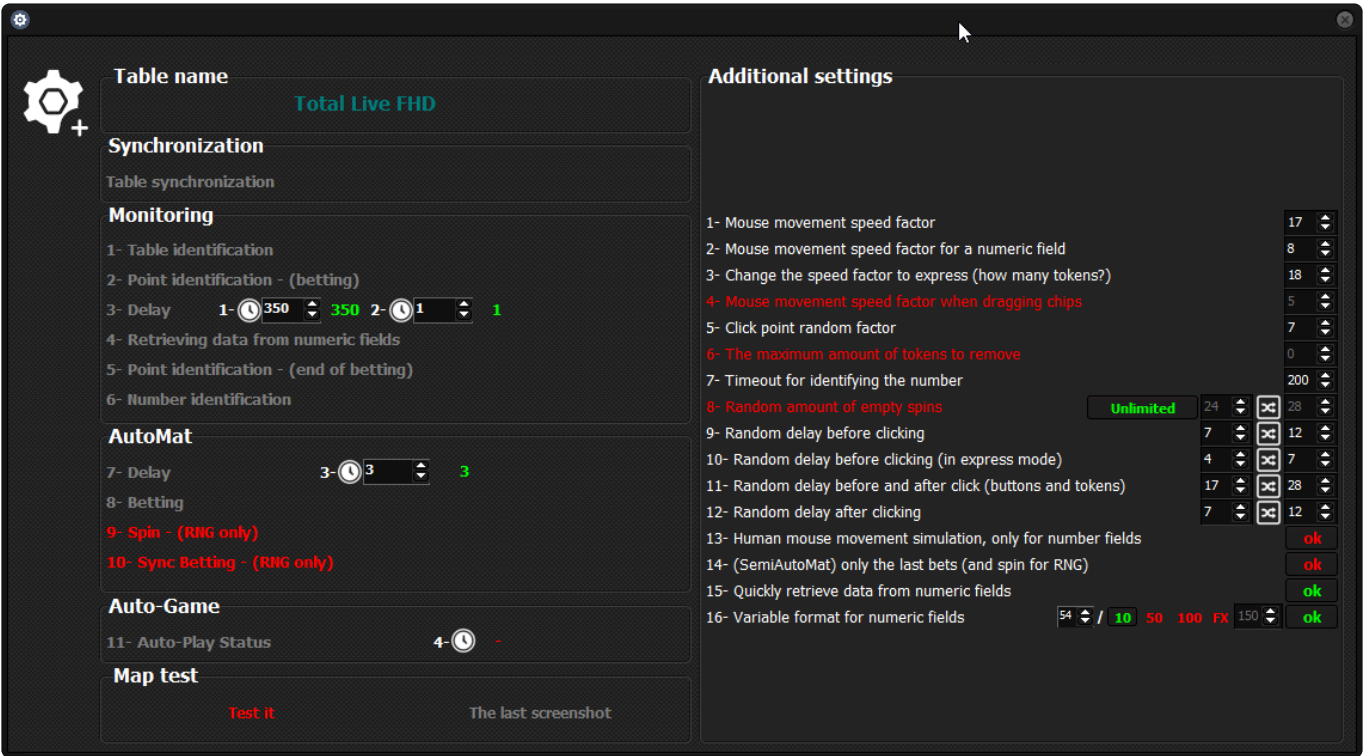 Table name
Total Live FHD
Synchronization
Table synchronization
Monitoring
1- Table identification
2- Point identification - (betting)
3- Delay 1- 350 350 2- 1 1
4- Retrieving data from numeric fields
5- Point identification - (end of betting)
6- Number identification
AutoMat
7- Delay 3- 3 3
8- Betting
9- Spin - (RNG only)
10- Sync Betting - (RNG only)
Auto-Game
11- Auto-Play Status 4- -
Map test
Test it The last screenshot
Additional settings
1- Mouse movement speed factor 17
2- Mouse movement speed factor for a numeric field 8
3- Change the speed factor to express (how many tokens?) 18
4- Mouse movement speed factor when dragging chips 5
5- Click point random factor 7
6- The maximum amount of tokens to remove 0
7- Timeout for identifying the number 200
8- Random amount of empty spins Unlimited 24 28
9- Random delay before clicking 7 12
10- Random delay before clicking (in express mode) 4 7
11- Random delay before and after click (buttons and tokens) 17 28
12- Random delay after clicking 7 12
13- Human mouse movement simulation, only for number fields ok
14- (SemiAutoMat) only the last bets (and spin for RNG) ok
15- Quickly retrieve data from numeric fields ok
16- Variable format for numeric fields 54 / 10 50 100 FX 150 ok